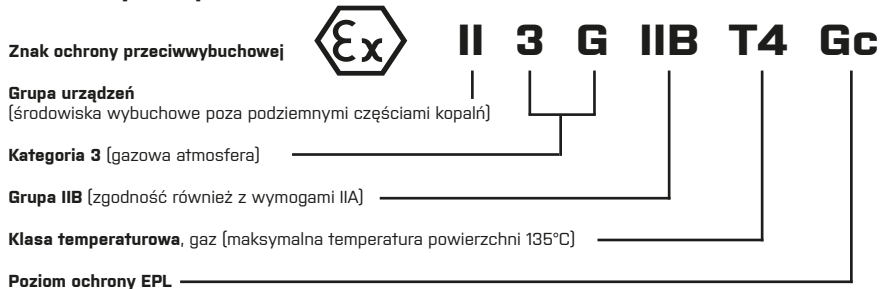 Znak ochrony przeciwwybuchowej Ex II 3 G IIB T4 Gc
Grupa urządzeń
(środowiska wybuchowe poza podziemnymi częściami kopalń)
Kategoria 3 (gazowa atmosfera)
Grupa IIB (zgodność również z wymogami IIA)
Klasa temperaturowa, gaz (maksymalna temperatura powierzchni 135°C)
Poziom ochrony EPL